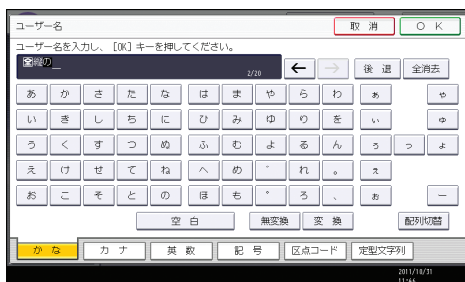 ユーザー名
取 消
O K
ユーザー名を入力し、[OK] キーを押してください。
全縦の_
2/20
← → 後 退 全消去
あ か さ た な は ま や ら わ ぁ ゃ
い き し ち に ひ み ゆ り を ぃ ゅ
う く す つ ぬ ふ む よ る ん ぅ っ ょ
え け せ て ね へ め ゛ れ 。 ぇ
お こ そ と の ほ も ゜ ろ 、 ぉ ー
空 白 無変換 変 換 配列切替
か な カ ナ 英 数 記 号 区点コード 定型文字列
2011/10/31